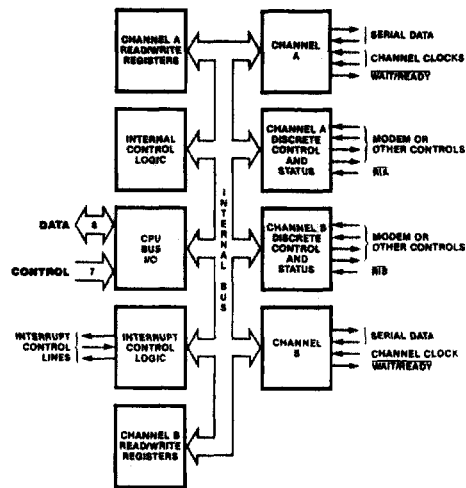 CHANNEL A
READ/WRITE
REGISTERS
CHANNEL
A
SERIAL DATA
CHANNEL CLOCKS
WAIT/READY
INTERNAL
CONTROL
LOGIC
CHANNEL A
DISCRETE
CONTROL
AND
STATUS
MODEM OR
OTHER CONTROLS
RIA
DATA
8
CPU
BUS
I/O
INTERNAL BUS
CHANNEL B
DISCRETE
CONTROL
AND
STATUS
MODEM OR
OTHER CONTROLS
RIB
CONTROL
7
INTERRUPT
CONTROL
LINES
INTERRUPT
CONTROL
LOGIC
CHANNEL
B
SERIAL DATA
CHANNEL CLOCK
WAIT/READY
CHANNEL B
READ/WRITE
REGISTERS